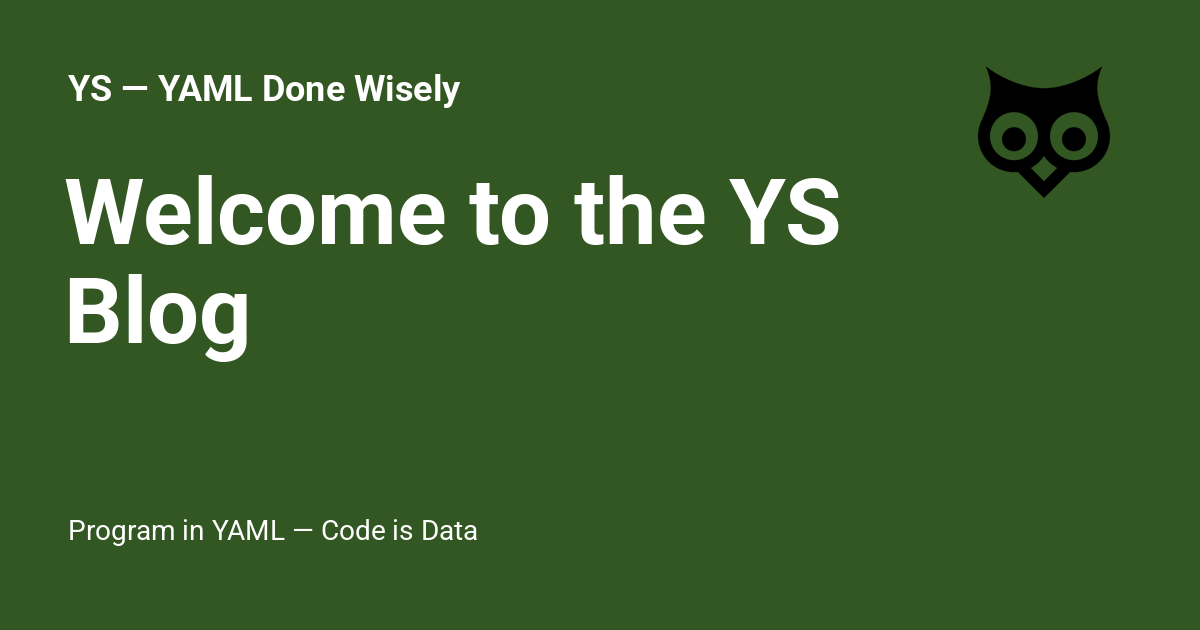 YS — YAML Done Wisely
Welcome to the YS
Blog
Program in YAML — Code is Data